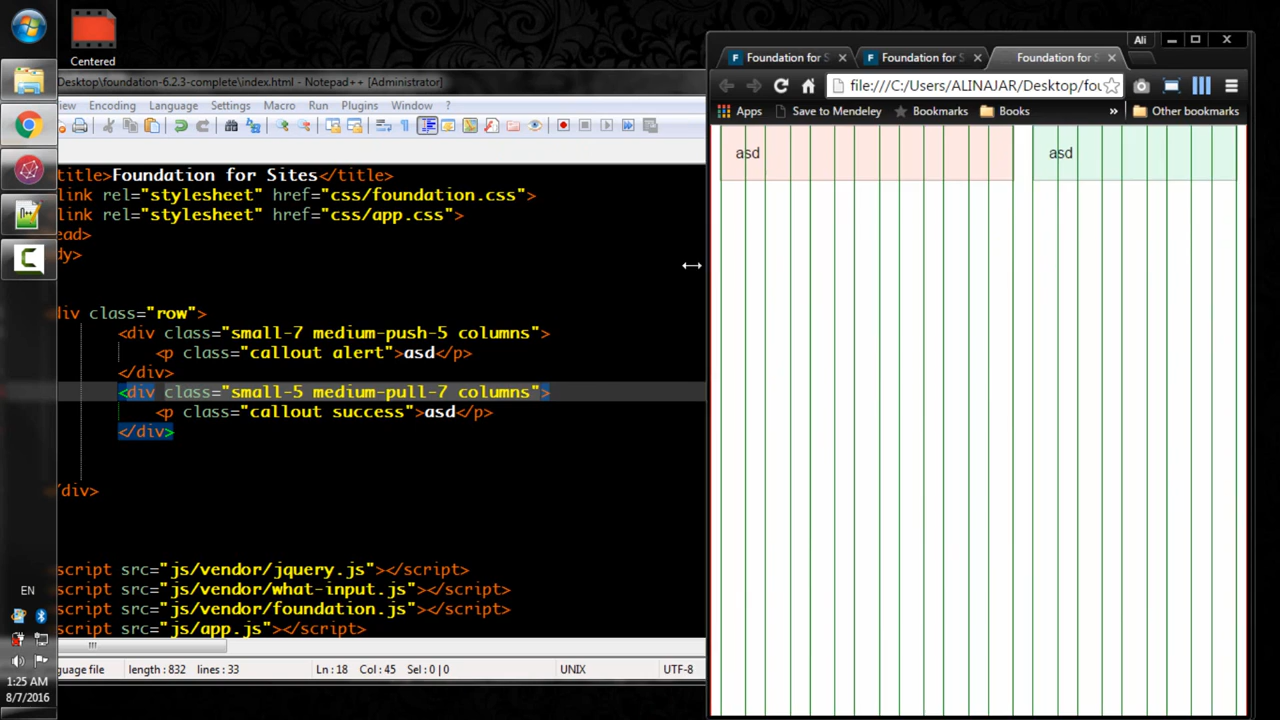 Centered
Desktop\foundation-6.2.3-complete\index.html - Notepad++ [Administrator]
Encoding Language Settings Macro Run Plugins Window ?
title>Foundation for Sites</title>
link rel="stylesheet" href="css/foundation.css">
link rel="stylesheet" href="css/app.css">
ead>
dy>
div class="row">
<div class="small-7 medium-push-5 columns">
<p class="callout alert">asd</p>
</div>
<div class="small-5 medium-pull-7 columns">
<p class="callout success">asd</p>
</div>
/div>
script src="js/vendor/jquery.js"></script>
script src="js/vendor/what-input.js"></script>
script src="js/vendor/foundation.js"></script>
script src="js/app.js"></script>
guage file length : 832 lines : 33 Ln : 18 Col : 45 Sel : 0 | 0 UNIX UTF-8
EN
1:25 AM
8/7/2016
Ali
Foundation for S Foundation for S Foundation for S
file:///C:/Users/ALINAJAR/Desktop/fou
Apps Save to Mendeley Bookmarks Books » Other bookmarks
asd asd